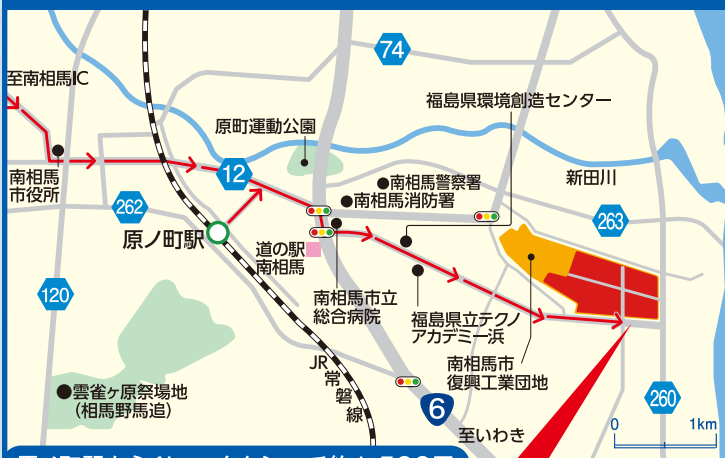 74
至南相馬IC
福島県環境創造センター
原町運動公園
12
南相馬警察署
南相馬消防署
新田川
南相馬
市役所
262
263
原ノ町駅
道の駅
南相馬
120
南相馬市立
総合病院
福島県立テクノ
アカデミー浜
南相馬市
復興工業団地
JR常磐線
雲雀ヶ原祭場地
(相馬野馬追)
6
260
至いわき
0 1km